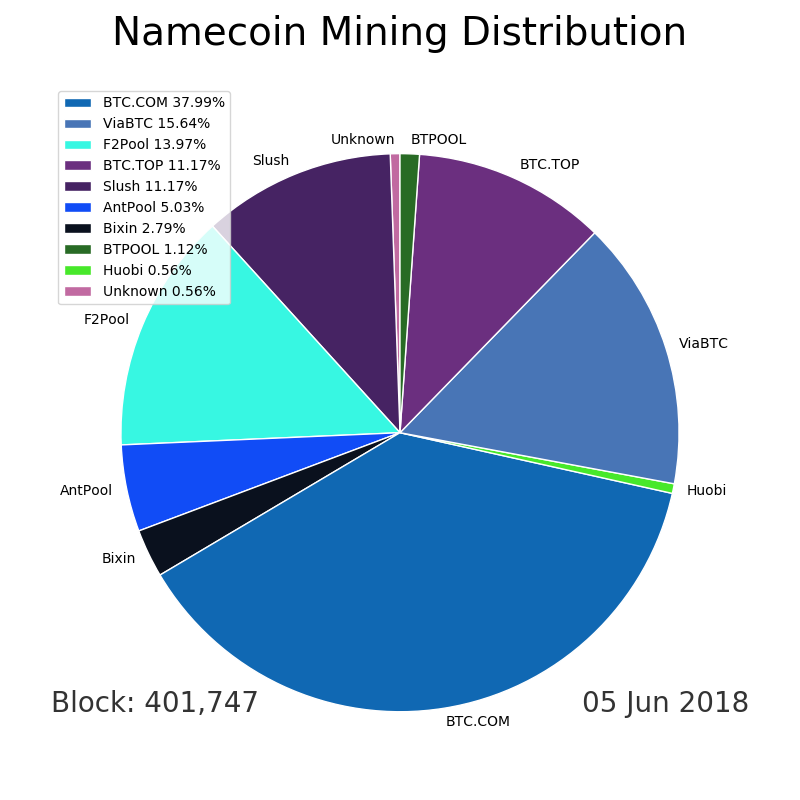 Namecoin Mining Distribution
BTC.COM 37.99%
ViaBTC 15.64%
F2Pool 13.97%
BTC.TOP 11.17%
Slush 11.17%
AntPool 5.03%
Bixin 2.79%
BTPOOL 1.12%
Huobi 0.56%
Unknown 0.56%
Unknown
BTPOOL
Slush
BTC.TOP
F2Pool
ViaBTC
AntPool
Huobi
Bixin
Block: 401,747
05 Jun 2018
BTC.COM